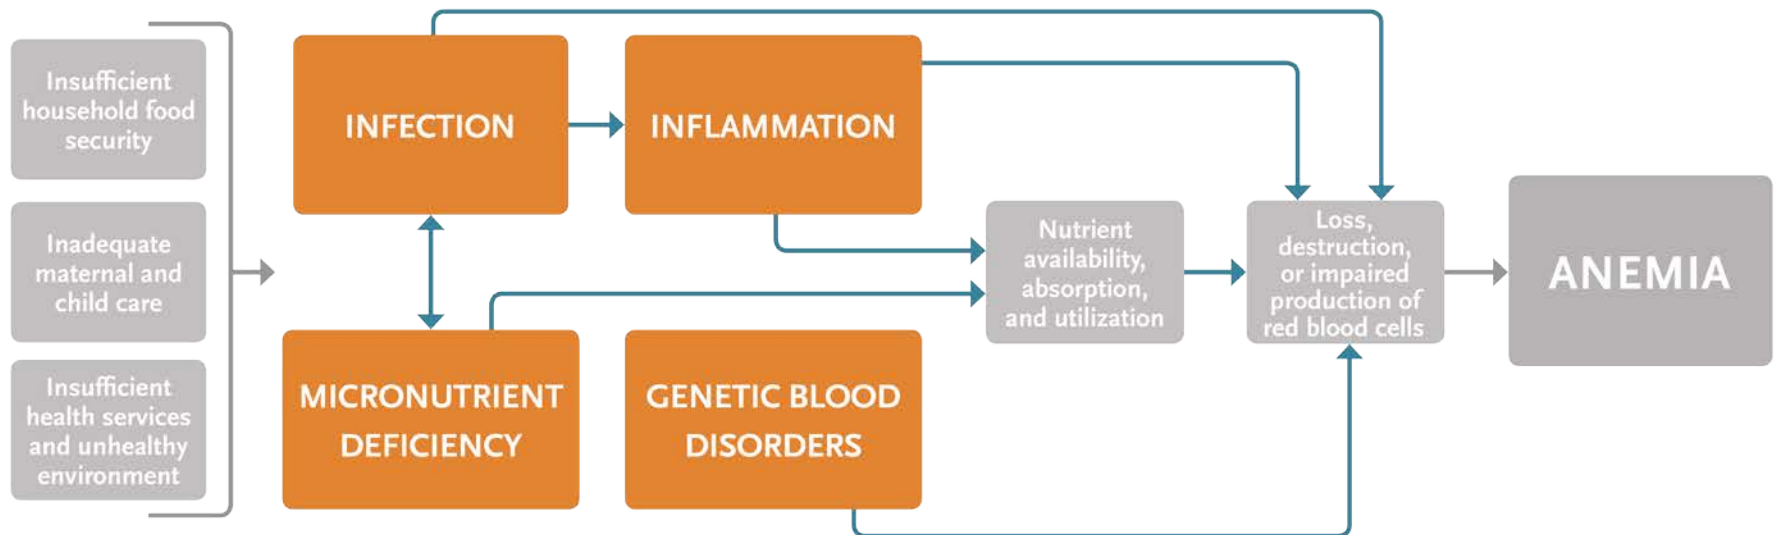 Insufficient
household food
security
Inadequate
maternal and
child care
Insufficient
health services
and unhealthy
environment
INFECTION
INFLAMMATION
MICRONUTRIENT
DEFICIENCY
GENETIC BLOOD
DISORDERS
Nutrient
availability,
absorption,
and utilization
Loss,
destruction,
or impaired
production of
red blood cells
ANEMIA